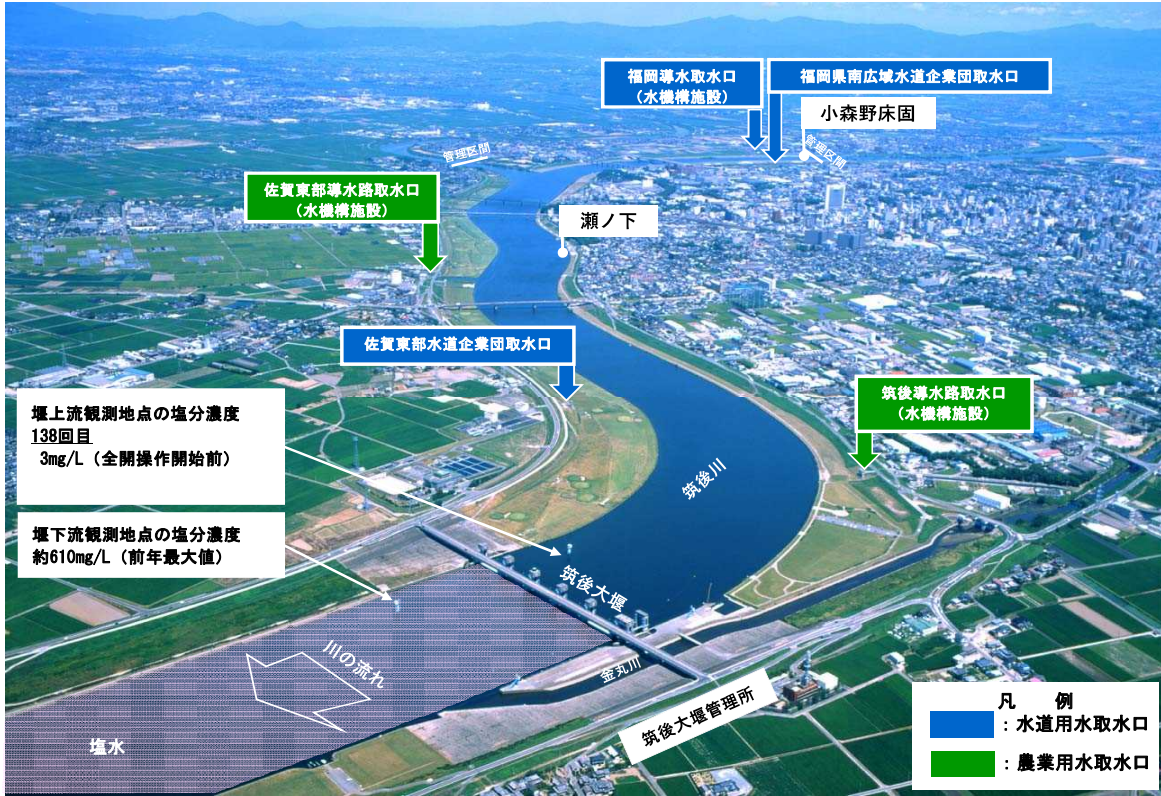 福岡導水取水口
(水機構施設)
福岡県南広域水道企業団取水口
小森野床固
管理区間
管理区間
佐賀東部導水路取水口
(水機構施設)
瀬ノ下
佐賀東部水道企業団取水口
筑後導水路取水口
(水機構施設)
堰上流観測地点の塩分濃度
138回目
3mg/L(全開操作開始前)
筑後川
堰下流観測地点の塩分濃度
約610mg/L(前年最大値)
筑後大堰
川の流れ
金丸川
筑後大堰管理所
塩水
凡 例
:水道用水取水口
:農業用水取水口